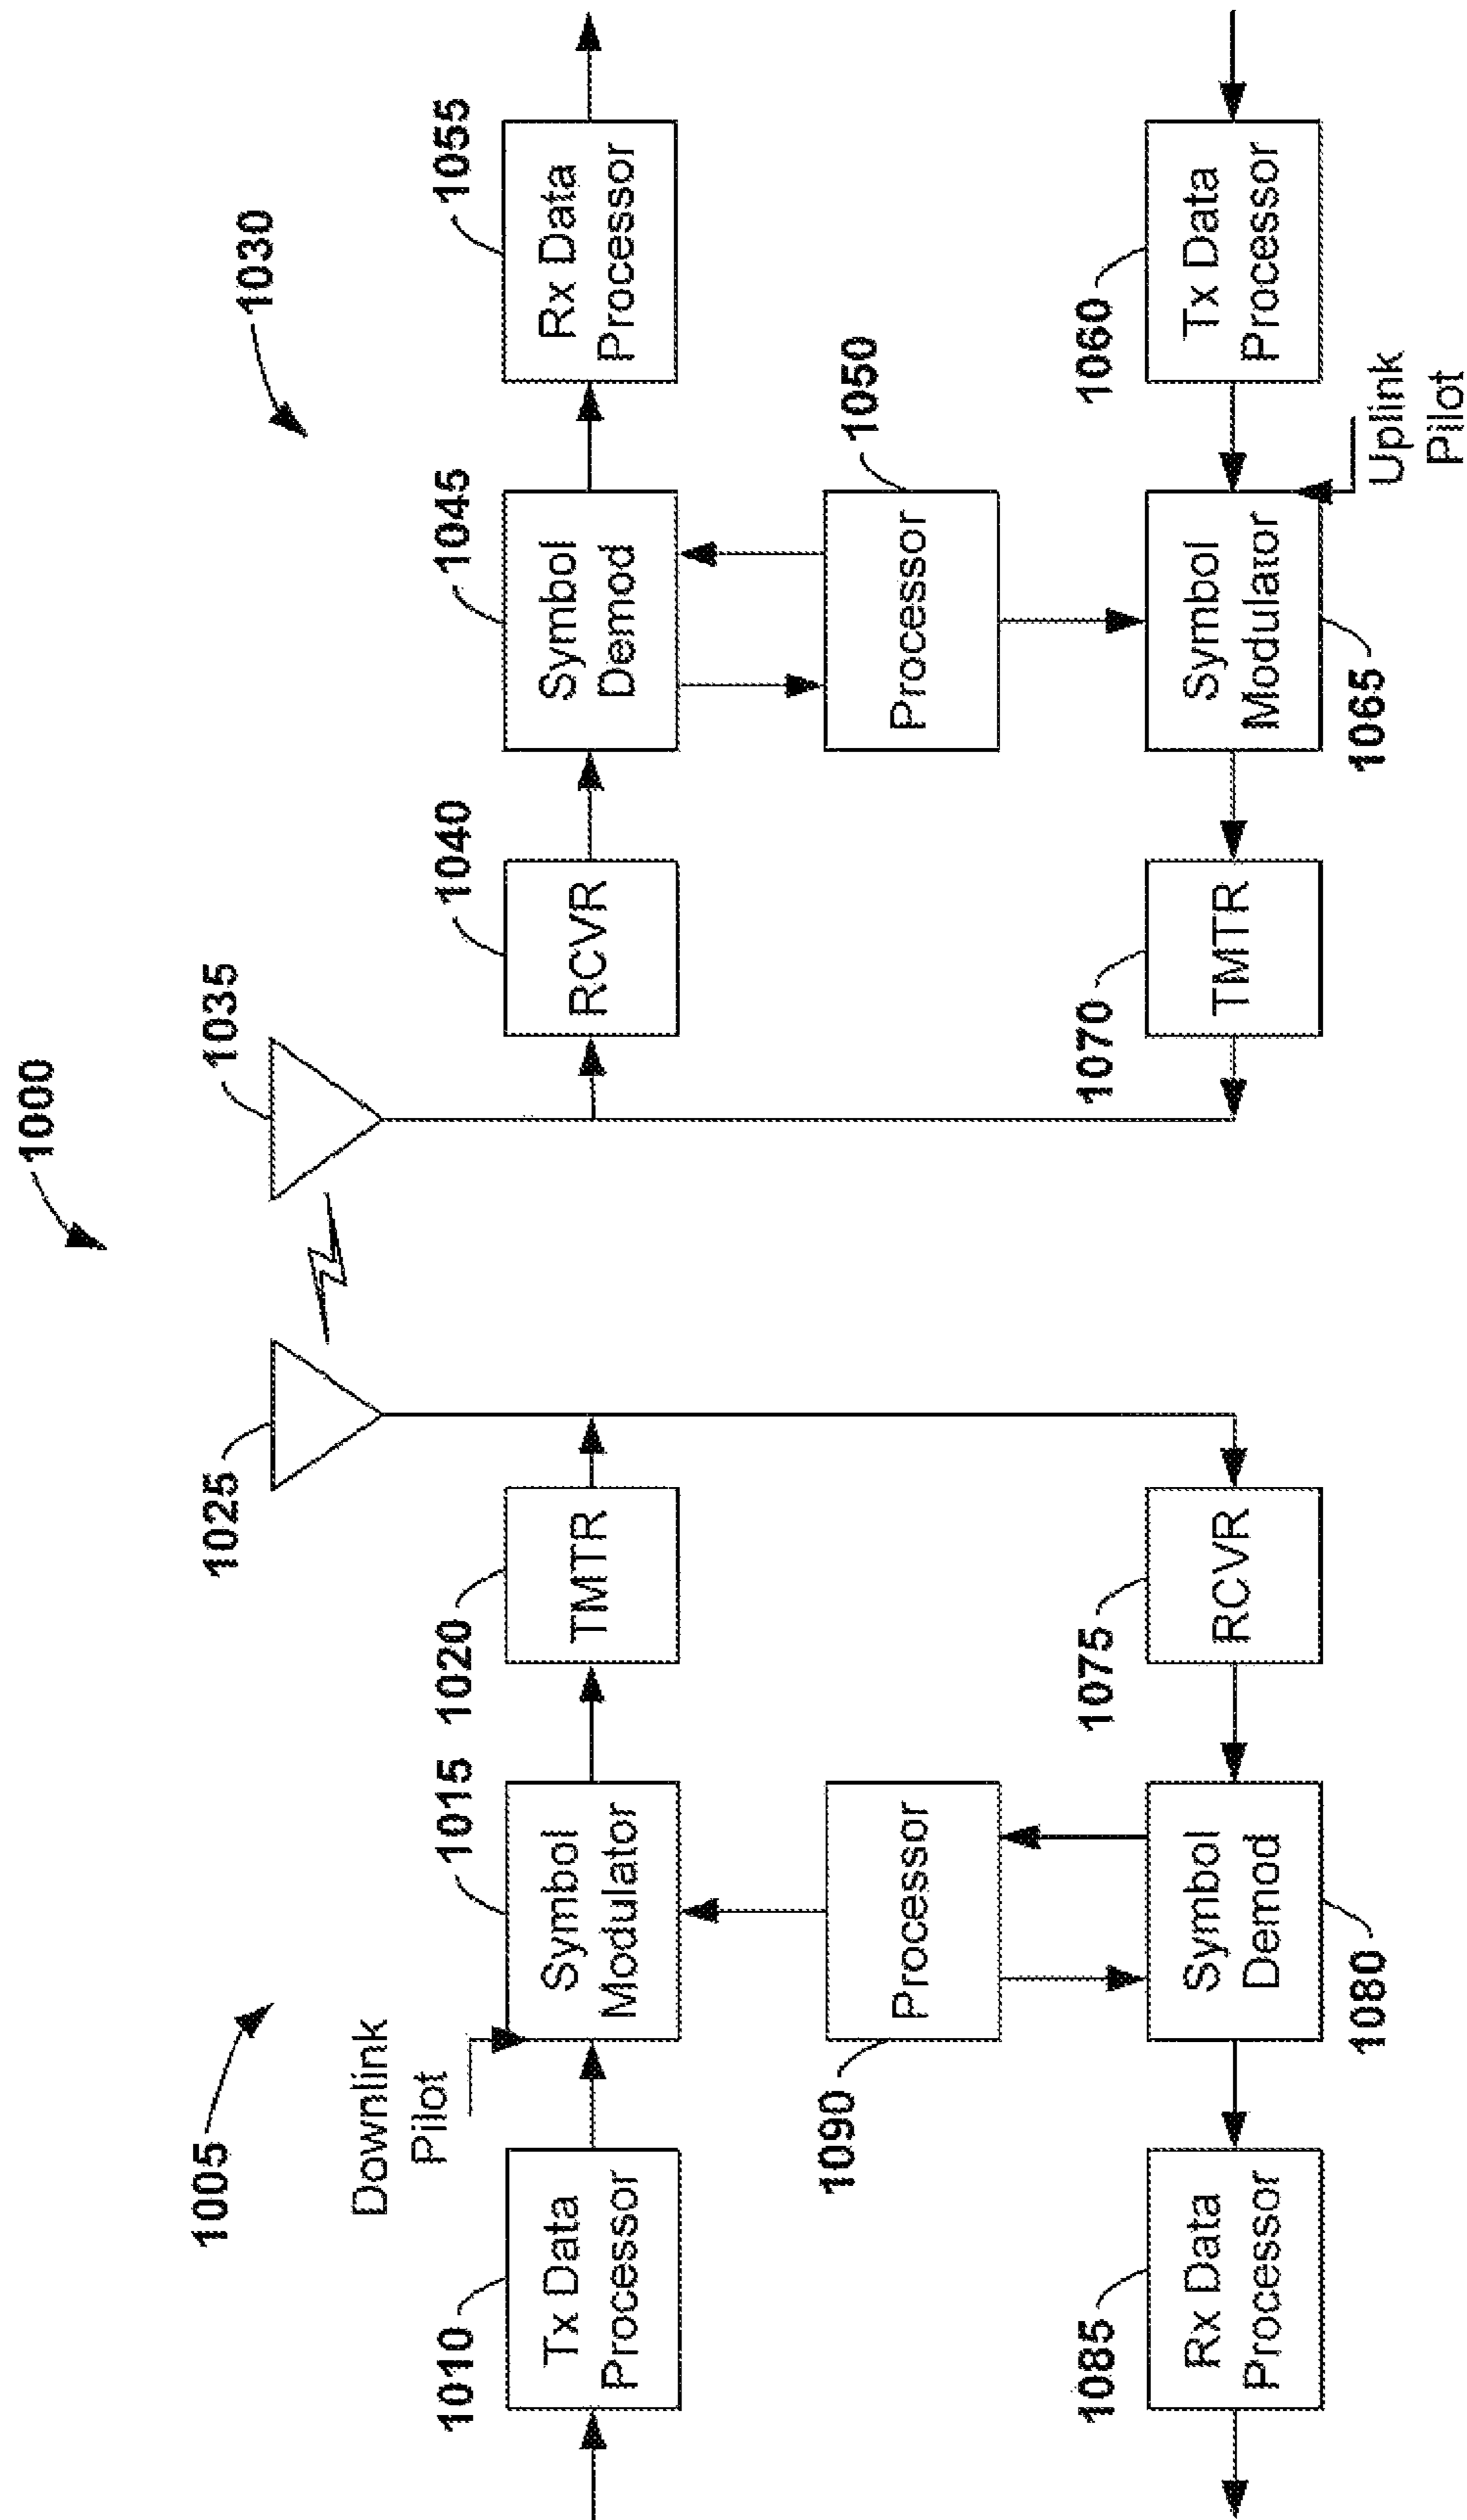 1000
1005
1030
1025
1035
Downlink
Pilot
1010
Tx Data
Processor
1015
Symbol
Modulator
1020
TMTR
1040
RCVR
1045
Symbol
Demod
1055
Rx Data
Processor
1090
Processor
1050
Processor
1085
Rx Data
Processor
1080
Symbol
Demod
1075
RCVR
1070
TMTR
1065
Symbol
Modulator
1060
Tx Data
Processor
Uplink
Pilot